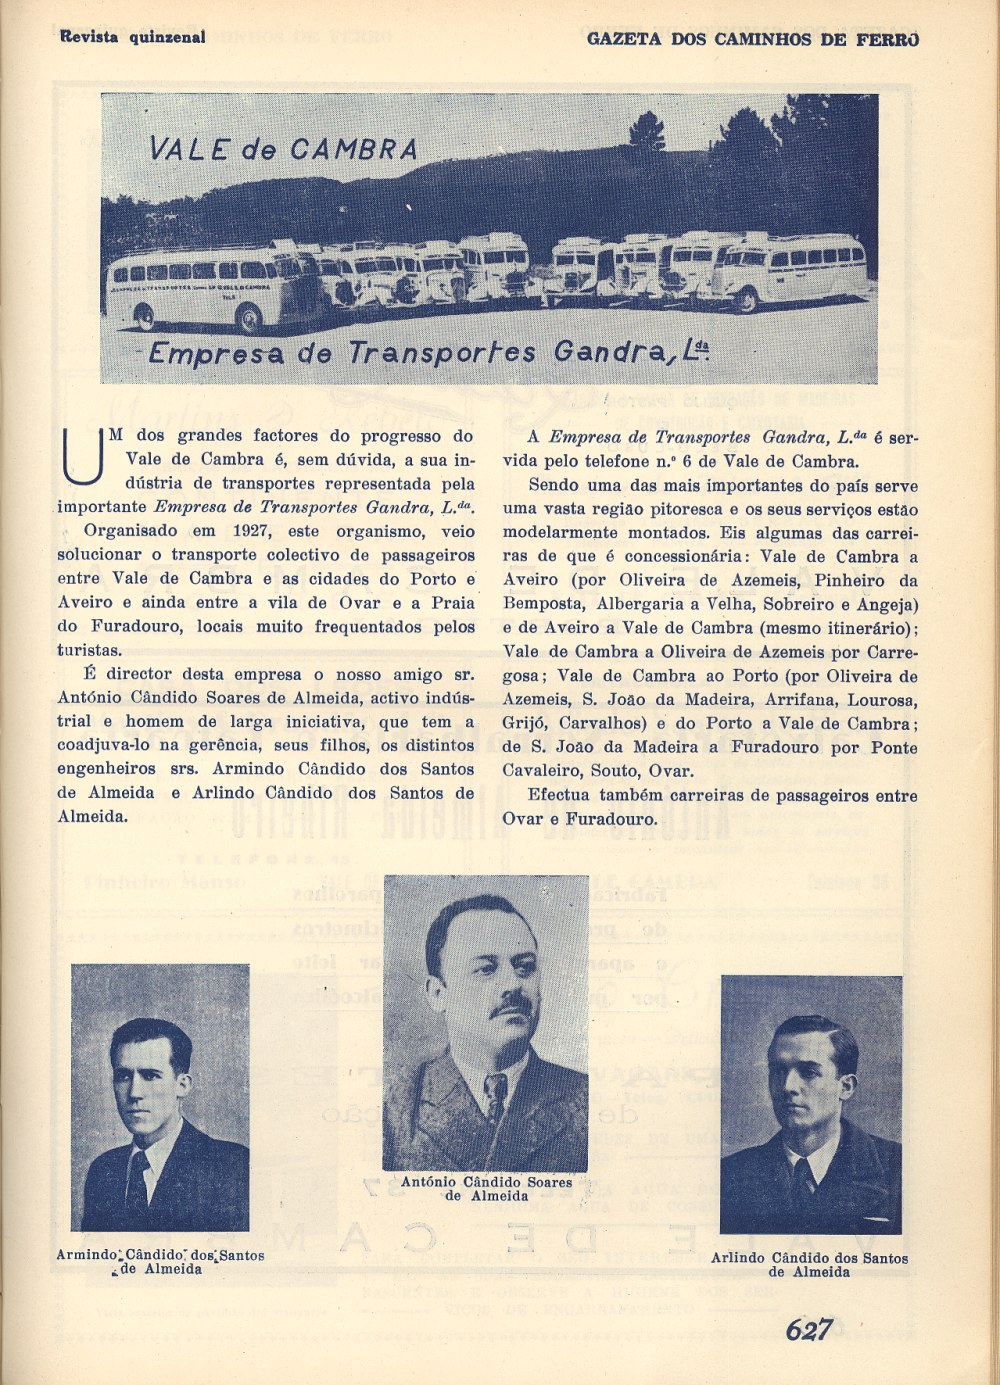 Revista quinzenal
GAZETA DOS CAMINHOS DE FERRO
VALE de CAMBRA
Empresa de Transportes Gandra, L.da
UM dos grandes factores do progresso do
Vale de Cambra é, sem dúvida, a sua in-
dústria de transportes representada pela
importante Empresa de Transportes Gandra, L.da.
Organisado em 1927, este organismo, veio
solucionar o transporte colectivo de passageiros
entre Vale de Cambra e as cidades do Porto e
Aveiro e ainda entre a vila de Ovar e a Praia
do Furadouro, locais muito frequentados pelos
turistas.
É director desta empresa o nosso amigo sr.
António Cândido Soares de Almeida, activo indús-
trial e homem de larga iniciativa, que tem a
coadjuva-lo na gerência, seus filhos, os distintos
engenheiros srs. Armindo Cândido dos Santos
de Almeida e Arlindo Cândido dos Santos de
Almeida.
A Empresa de Transportes Gandra, L.da é ser-
vida pelo telefone n.º 6 de Vale de Cambra.
Sendo uma das mais importantes do país serve
uma vasta região pitoresca e os seus serviços estão
modelarmente montados. Eis algumas das carrei-
ras de que é concessionária: Vale de Cambra a
Aveiro (por Oliveira de Azemeis, Pinheiro da
Bemposta, Albergaria a Velha, Sobreiro e Angeja)
e de Aveiro a Vale de Cambra (mesmo itinerário);
Vale de Cambra a Oliveira de Azemeis por Carre-
gosa; Vale de Cambra ao Porto (por Oliveira de
Azemeis, S. João da Madeira, Arrifana, Lourosa,
Grijó, Carvalhos) e do Porto a Vale de Cambra;
de S. João da Madeira a Furadouro por Ponte
Cavaleiro, Souto, Ovar.
Efectua também carreiras de passageiros entre
Ovar e Furadouro.
António Cândido Soares
de Almeida
Armindo Cândido dos Santos
de Almeida
Arlindo Cândido dos Santos
de Almeida
627